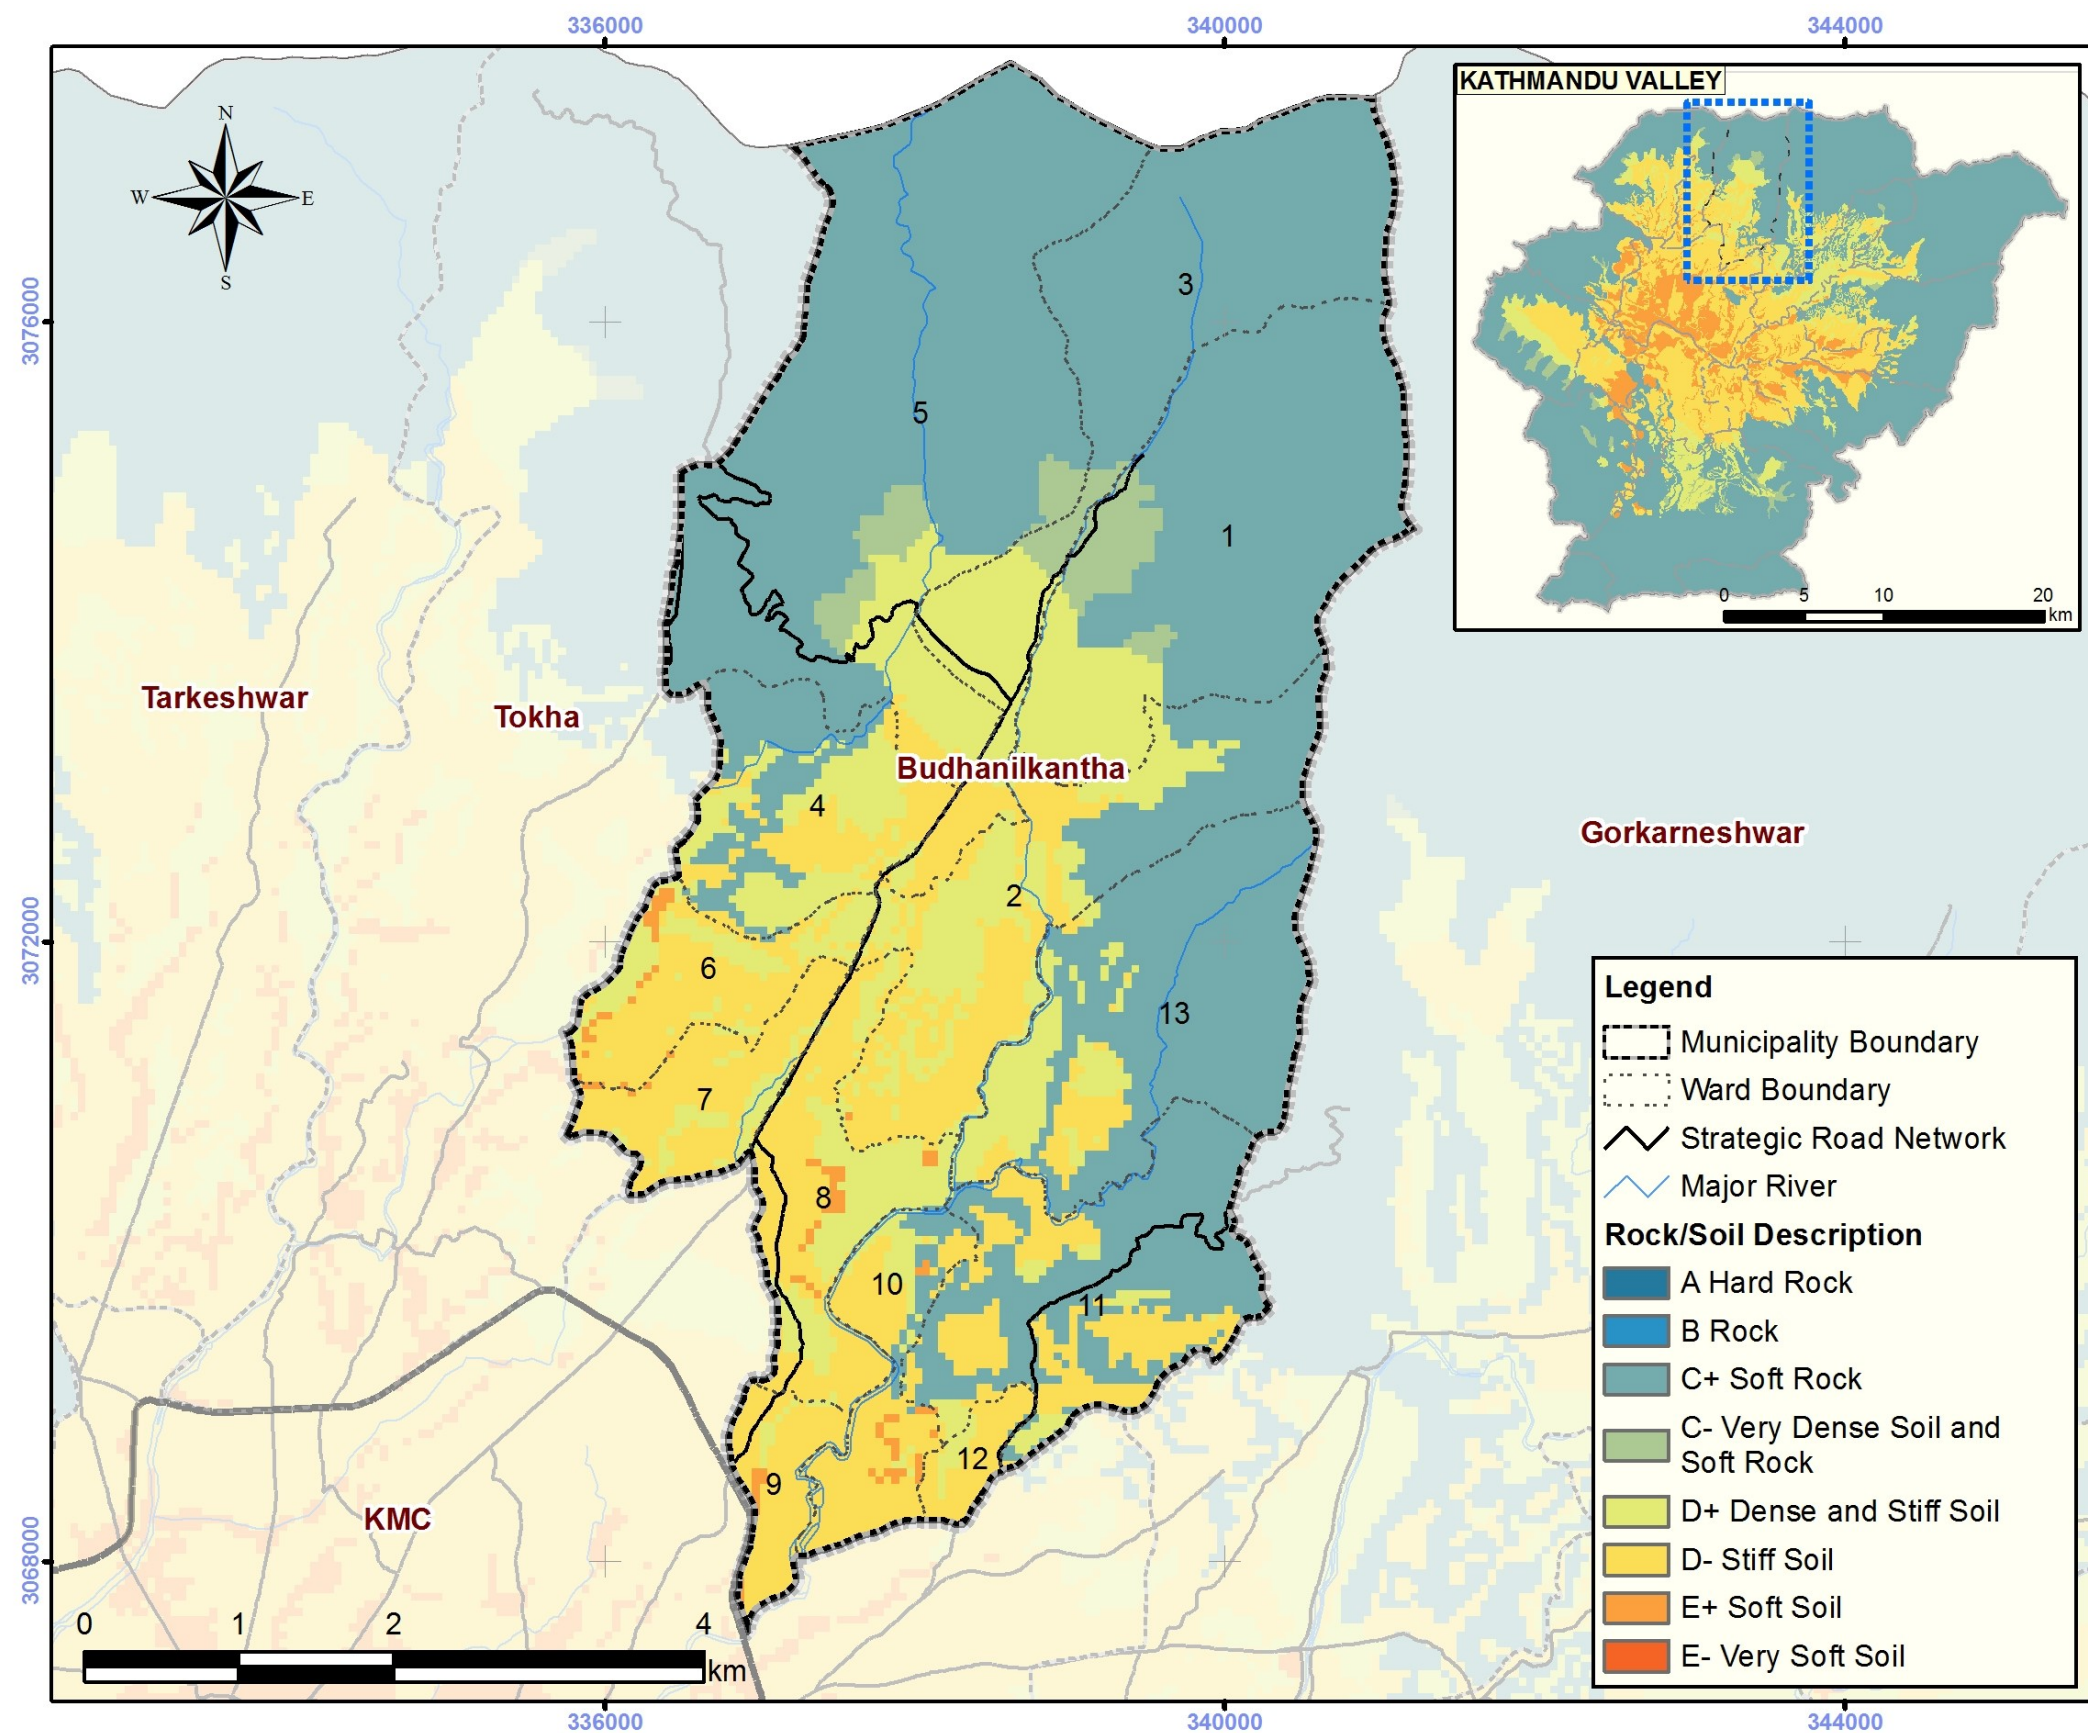 336000
340000
344000
KATHMANDU VALLEY
0 5 10 20
km
N
W E
S
3076000
3072000
3068000
3
5
1
Tarkeshwar
Tokha
Budhanilkantha
Gorkarneshwar
4
2
6
13
7
8
10
11
12
9
KMC
0 1 2 4
km
Legend
Municipality Boundary
Ward Boundary
Strategic Road Network
Major River
Rock/Soil Description
A Hard Rock
B Rock
C+ Soft Rock
C- Very Dense Soil and
Soft Rock
D+ Dense and Stiff Soil
D- Stiff Soil
E+ Soft Soil
E- Very Soft Soil
336000
340000
344000